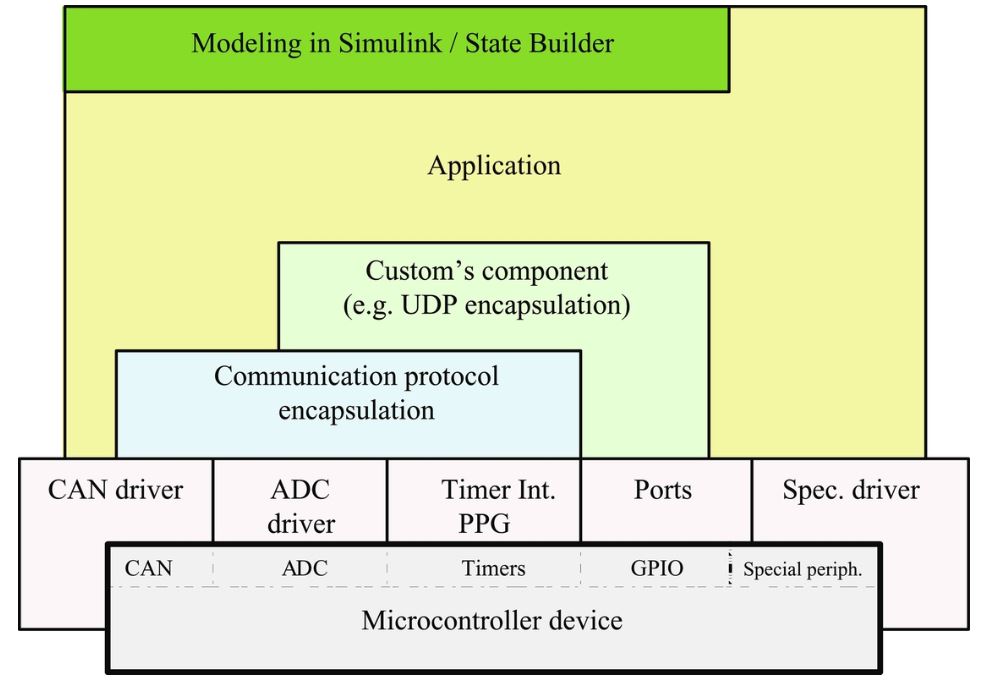 Modeling in Simulink / State Builder
Application
Custom’s component
(e.g. UDP encapsulation)
Communication protocol
encapsulation
CAN driver
ADC
driver
Timer Int.
PPG
Ports
Spec. driver
CAN
ADC
Timers
GPIO
Special periph.
Microcontroller device